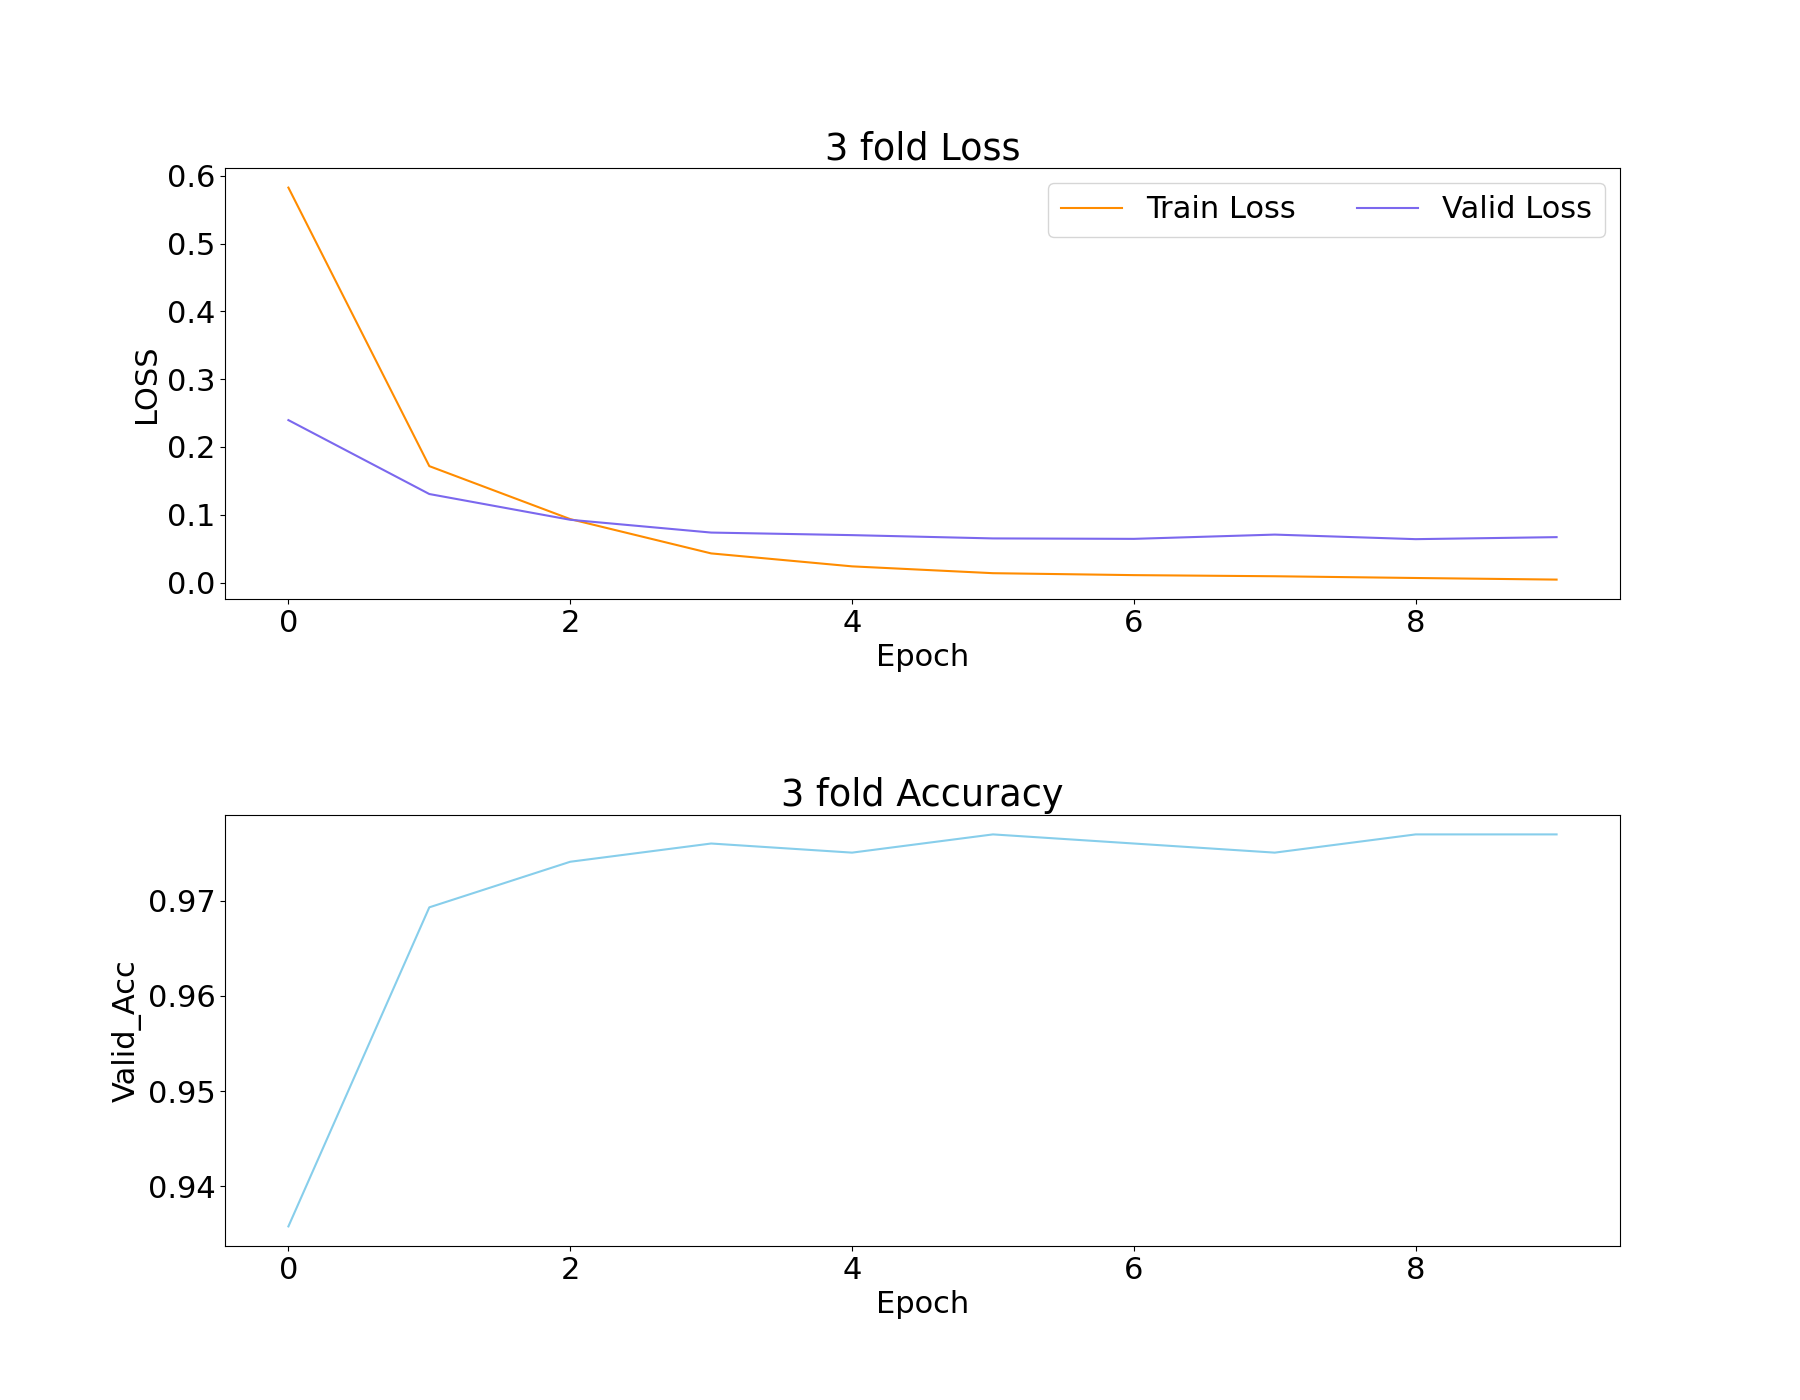 3 fold Loss
0.6
0.5
0.4
0.3
0.2
0.1
0.0
LOSS
Train Loss
Valid Loss
0 2 4 6 8
Epoch
3 fold Accuracy
0.97
0.96
0.95
0.94
Valid_Acc
0 2 4 6 8
Epoch